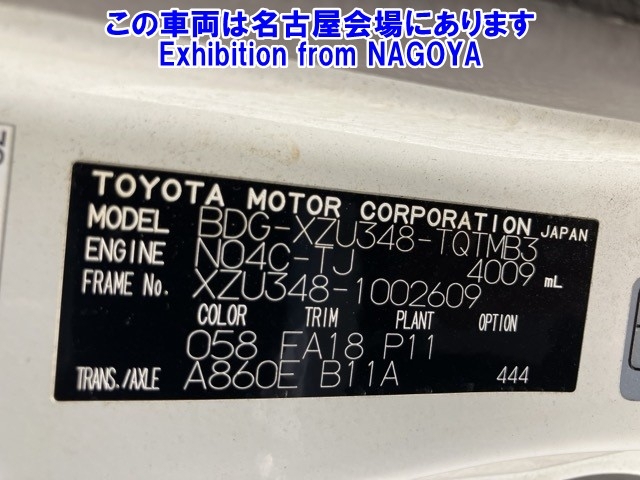 この車両は名古屋会場にあります
Exhibition from NAGOYA
TOYOTA MOTOR CORPORATION JAPAN
MODEL BDG-XZU348-TQTMB3
ENGINE N04C-TJ 4009 mL
FRAME No. XZU348-1002609
COLOR TRIM PLANT OPTION
058 FA18 P11
TRANS./AXLE A860E B11A 444